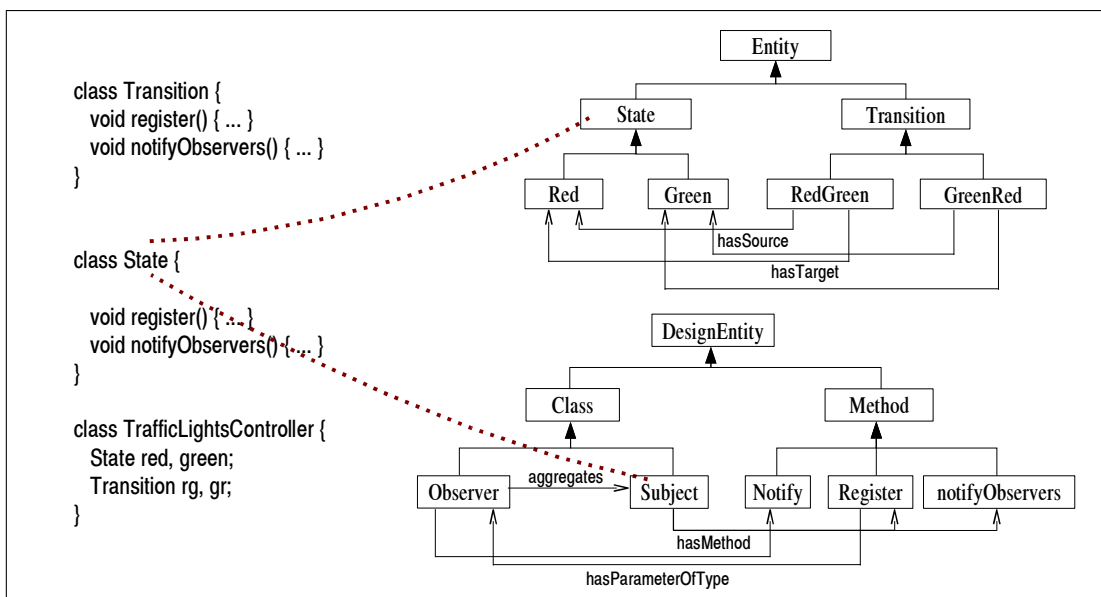 class Transition {
void register() { ... }
void notifyObservers() { ... }
}
class State {
void register() { ... }
void notifyObservers() { ... }
}
class TrafficLightsController {
State red, green;
Transition rg, gr;
}
Entity
State
Transition
Red
Green
RedGreen
GreenRed
hasSource
hasTarget
DesignEntity
Class
Method
Observer
aggregates
Subject
Notify
Register
notifyObservers
hasMethod
hasParameterOfType